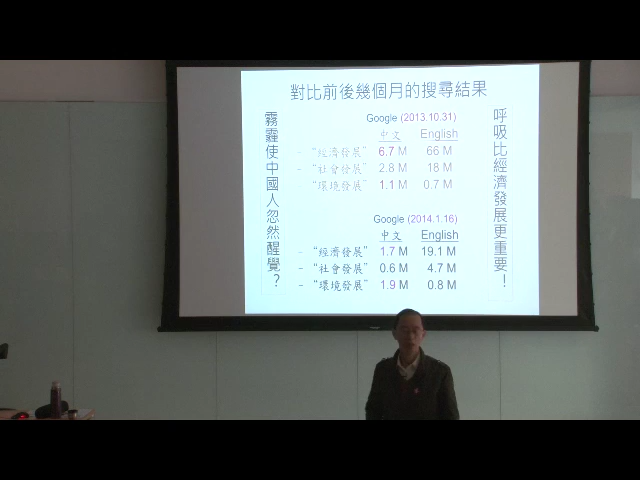 對比前後幾個月的搜尋結果
霧霾使中國人忽然醒覺？
Google (2013.10.31)
中文 English
- “經濟發展” 6.7 M 66 M
- “社會發展” 2.8 M 18 M
- “環境發展” 1.1 M 0.7 M
Google (2014.1.16)
中文 English
- “經濟發展” 1.7 M 19.1 M
- “社會發展” 0.6 M 4.7 M
- “環境發展” 1.9 M 0.8 M
呼吸比經濟發展更重要！